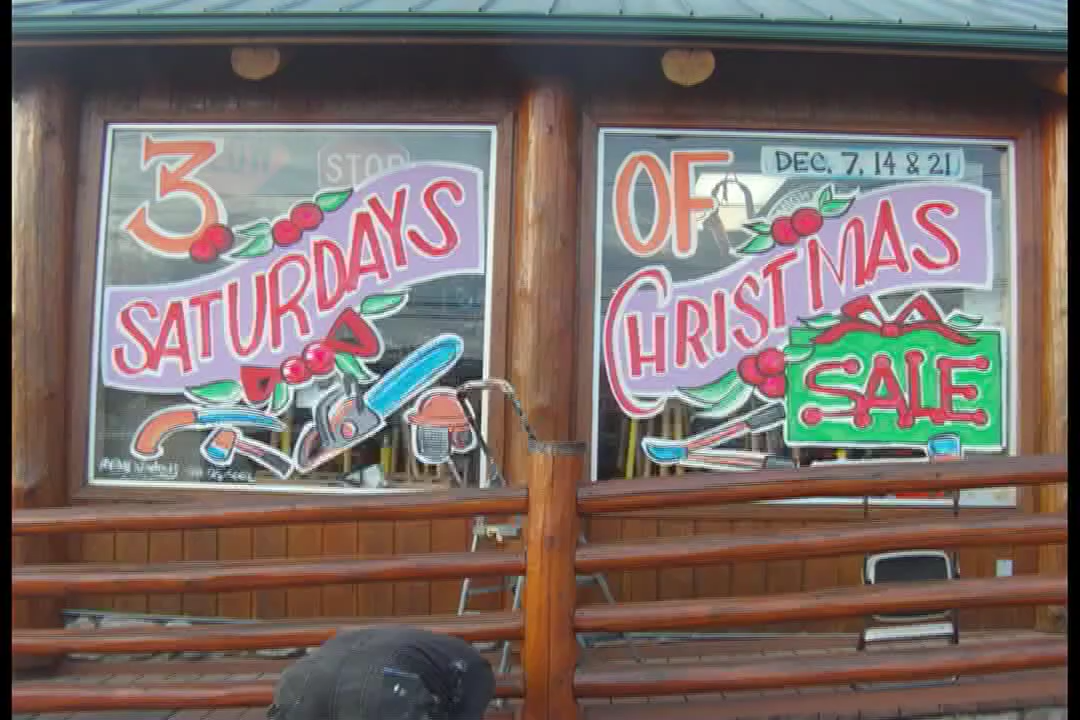 3
SATURDAYS
STOP
OF
DEC. 7, 14 & 21
CHRISTMAS
SALE